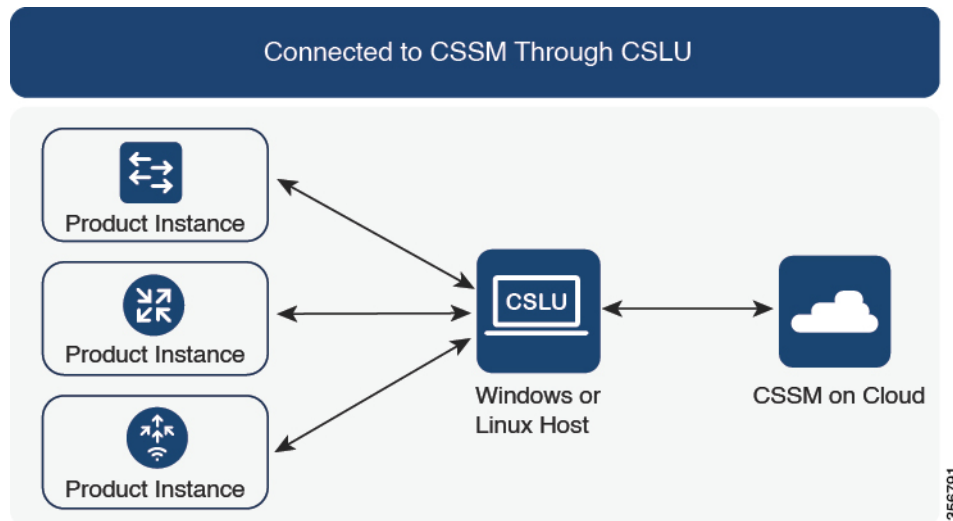 Connected to CSSM Through CSLU
Product Instance
Product Instance
Product Instance
CSLU
Windows or
Linux Host
CSSM on Cloud
356791